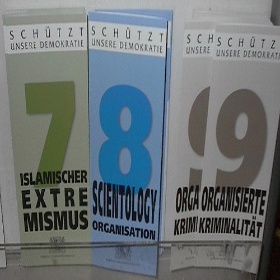 SCHÜTZT
UNSERE DEMOKRATIE
7
ISLAMISCHER
EXTRE
MISMUS
SCHÜTZT
UNSERE DEMOKRATIE
8
SCIENTOLOGY
ORGANISATION
SCH
UNSERE
9
ORGA
KRIMI
SCHÜTZT
UNSERE DEMOKRATIE
9
ORGANISIERTE
KRIMINALITÄT